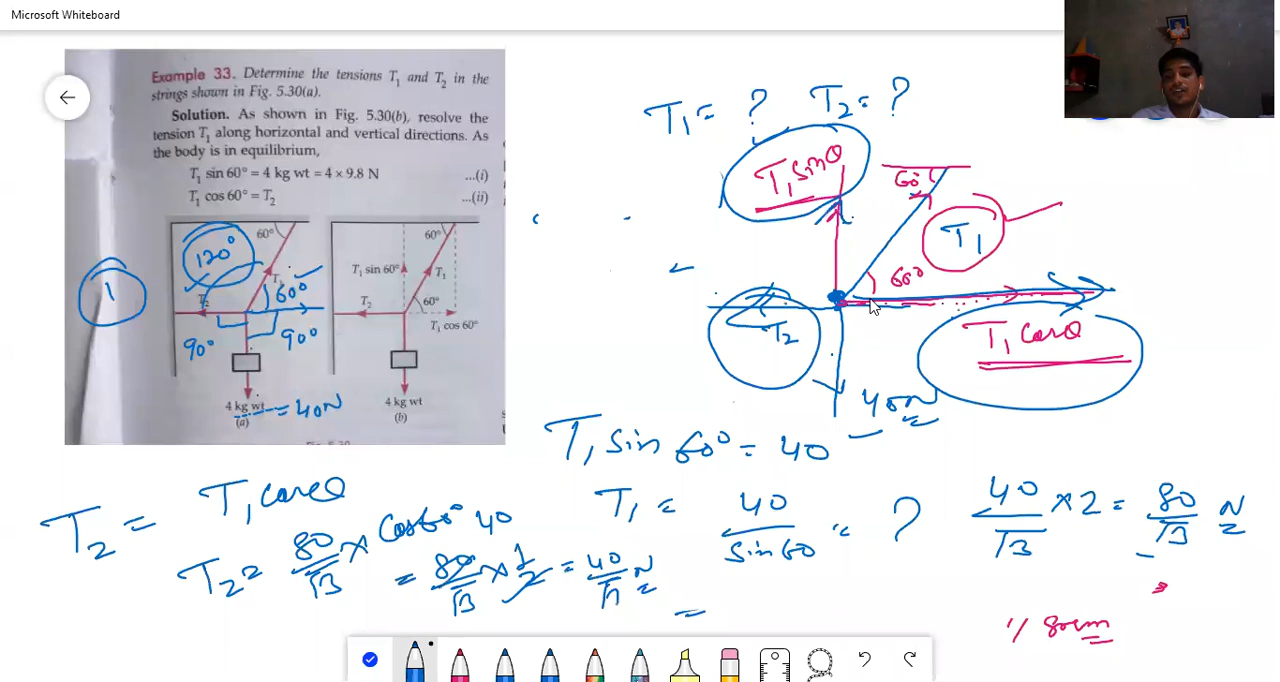 Microsoft Whiteboard
Example 33. Determine the tensions T₁ and T₂ in the
strings shown in Fig. 5.30(a).
Solution. As shown in Fig. 5.30(b), resolve the
tension T₁ along horizontal and vertical directions. As
the body is in equilibrium,
T₁ sin 60° = 4 kg wt = 4 × 9.8 N ...(i)
T₁ cos 60° = T₂ ...(ii)
60°
120°
T₁
60°
T₂
90°
90°
4 kg wt = 40N
(a)
60°
T₁ sin 60°
T₁
T₂
60°
T₁ cos 60°
4 kg wt
(b)
1
T₁ = ? T₂ = ?
T₁ sinθ
60°
T₁
60°
T₂
T₁ cosθ
40N
T₁ sin 60° = 40
T₁ = 40 / sin 60 = ? 40/√3 × 2 = 80/√3 N
T₂ = T₁ cosθ
T₂ = 80/√3 × cos60° = 80/√3 × 1/2 = 40/√3 N
40